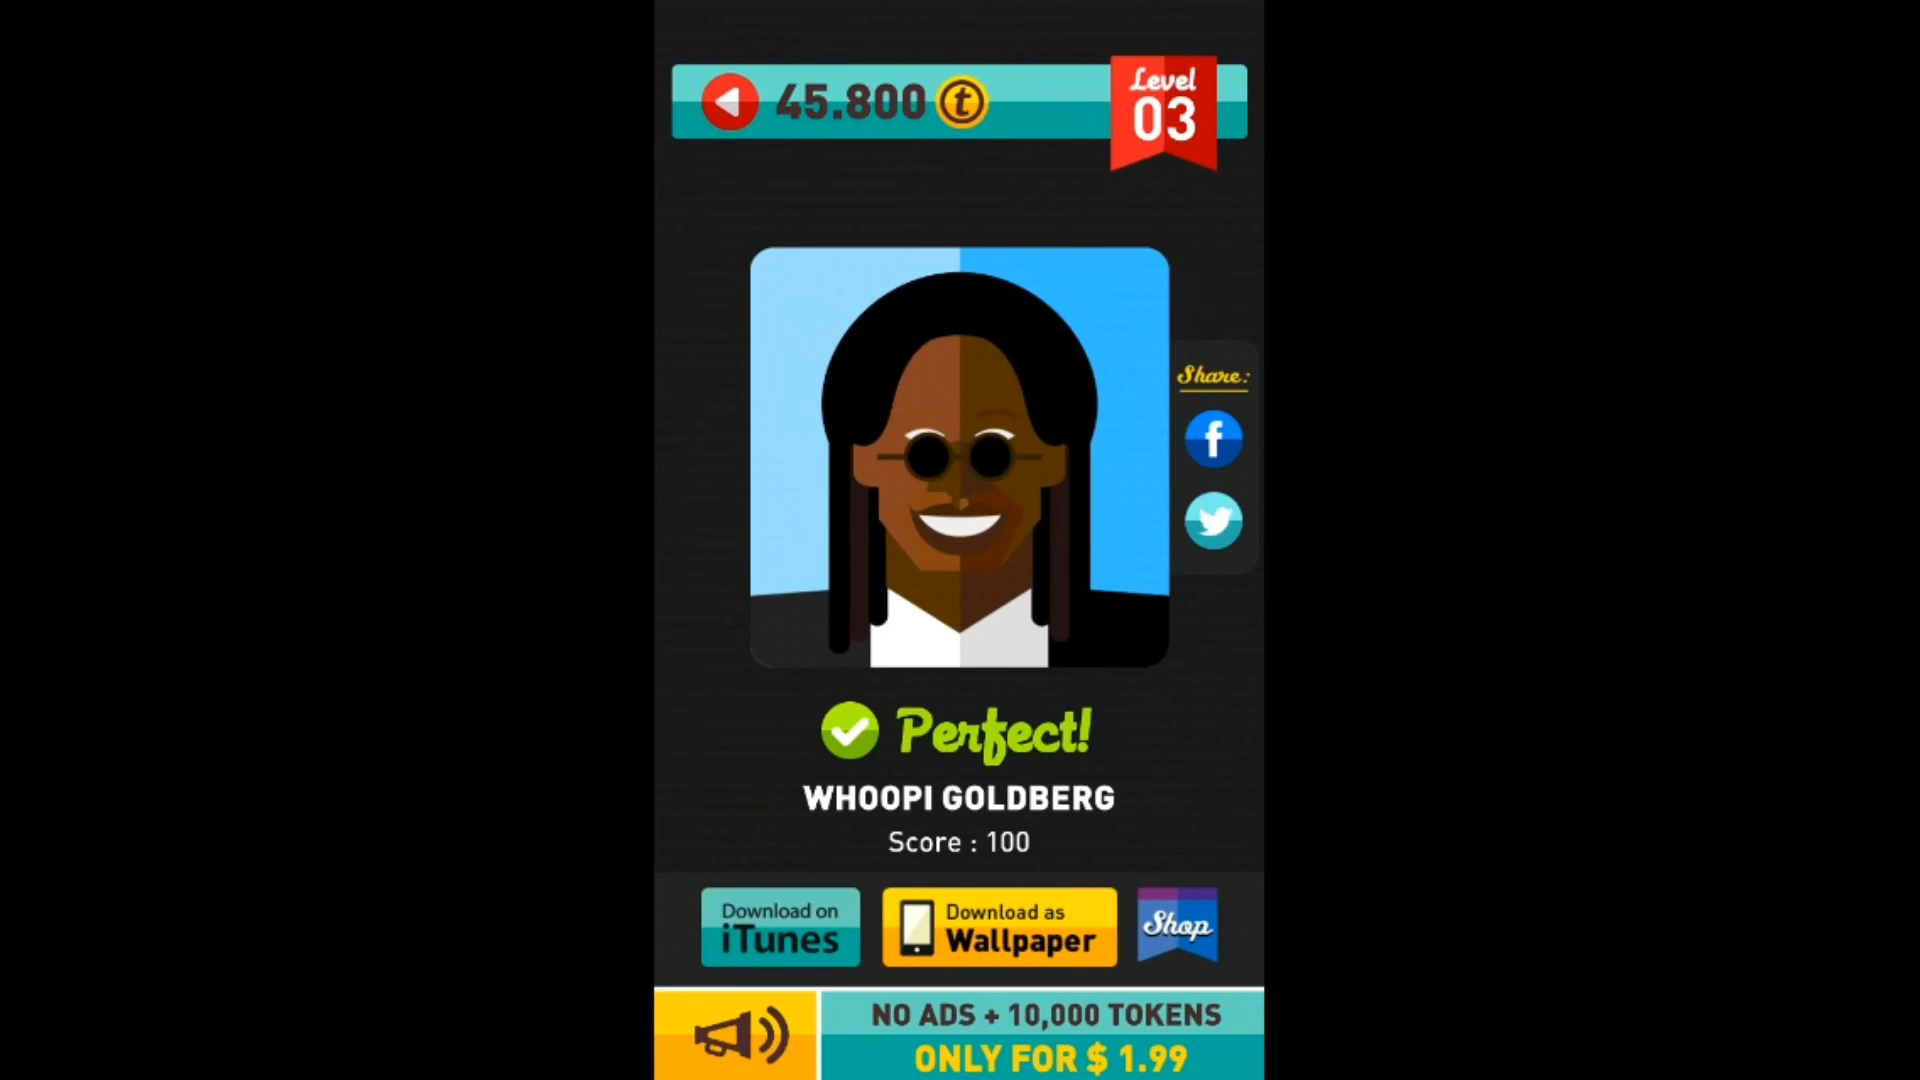 45.800 t
Level
03
Share:
f
Perfect!
WHOOPI GOLDBERG
Score : 100
Download on
iTunes
Download as
Wallpaper
Shop
NO ADS + 10,000 TOKENS
ONLY FOR $ 1.99